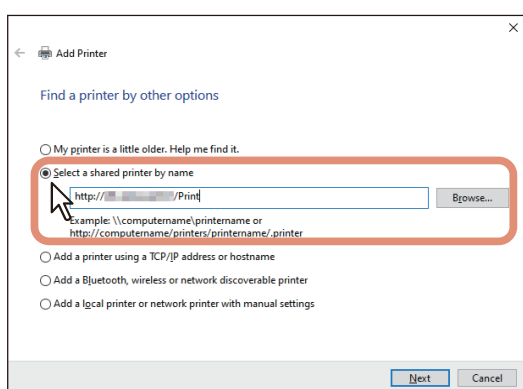 Add Printer
Find a printer by other options
My printer is a little older. Help me find it.
Select a shared printer by name
http:// /Print
Browse...
Example: \\computername\printername or
http://computername/printers/printername/.printer
Add a printer using a TCP/IP address or hostname
Add a Bluetooth, wireless or network discoverable printer
Add a local printer or network printer with manual settings
Next Cancel